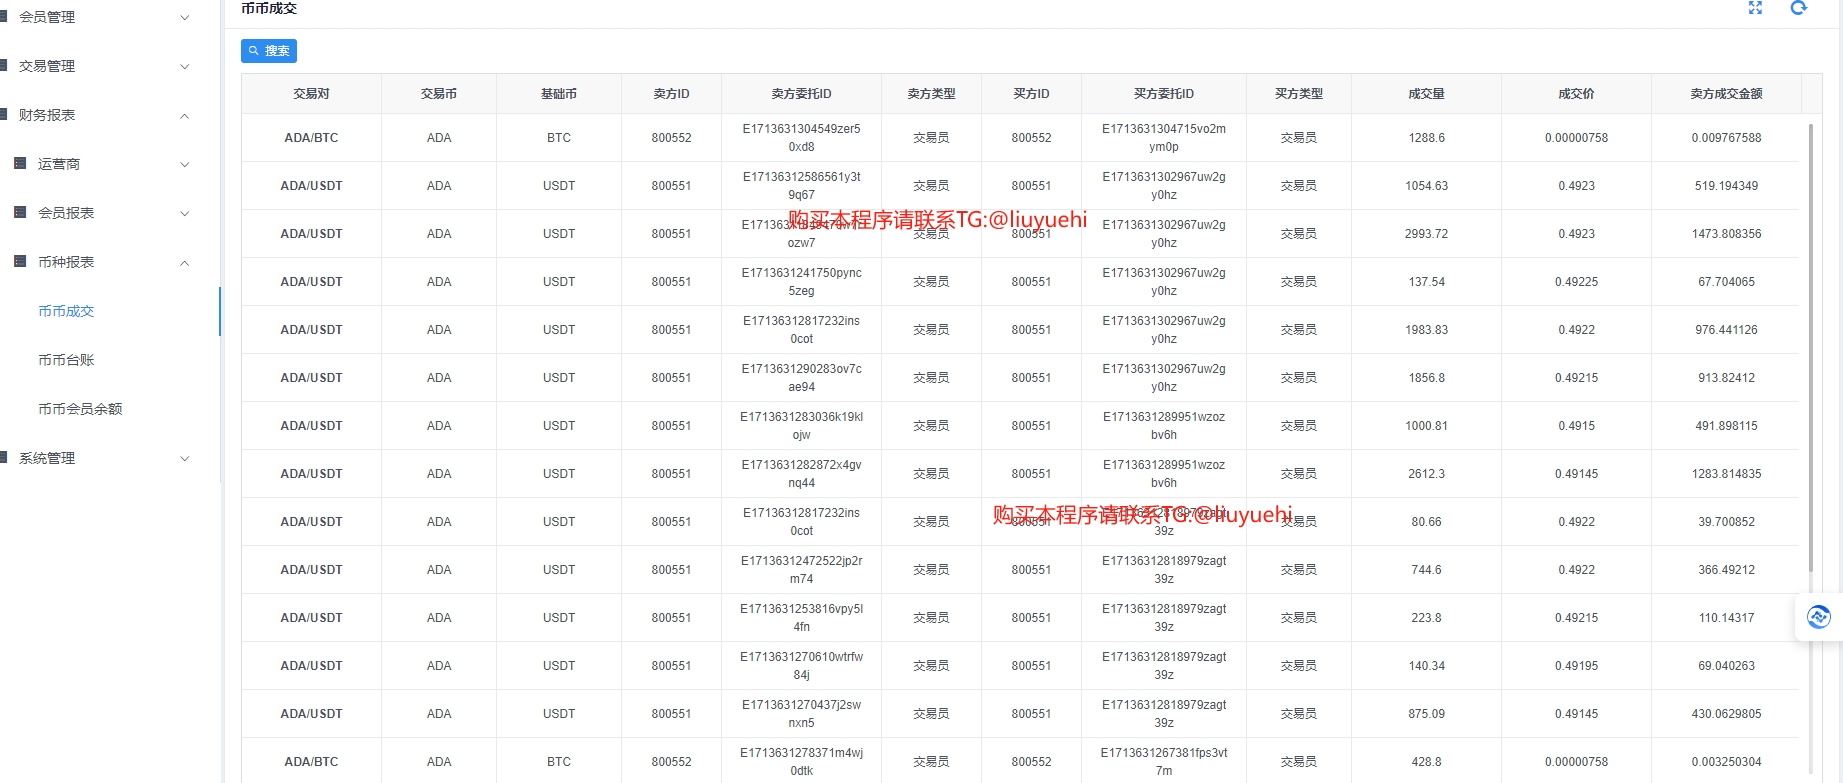 会员管理
交易管理
财务报表
运营商
会员报表
币种报表
币币成交
币币台账
币币会员余额
系统管理
币币成交
搜索
交易对 交易币 基础币 卖方ID 卖方委托ID 卖方类型 买方ID 买方委托ID 买方类型 成交量 成交价 卖方成交金额
ADA/BTC ADA BTC 800552 E1713631304549zer50xd8 交易员 800552 E1713631304715vo2mym0p 交易员 1288.6 0.00000758 0.009767588
ADA/USDT ADA USDT 800551 E17136312586561y3t9q67 交易员 800551 E1713631302967uw2gy0hz 交易员 1054.63 0.4923 519.194349
购买本程序请联系TG:@liuyuehi
ADA/USDT ADA USDT 800551 ozw7 交易员 800551 E1713631302967uw2gy0hz 交易员 2993.72 0.4923 1473.808356
ADA/USDT ADA USDT 800551 E1713631241750pync5zeg 交易员 800551 E1713631302967uw2gy0hz 交易员 137.54 0.49225 67.704065
ADA/USDT ADA USDT 800551 E17136312817232ins0cot 交易员 800551 E1713631302967uw2gy0hz 交易员 1983.83 0.4922 976.441126
ADA/USDT ADA USDT 800551 E1713631290283ov7cae94 交易员 800551 E1713631302967uw2gy0hz 交易员 1856.8 0.49215 913.82412
ADA/USDT ADA USDT 800551 E1713631283036k19klojw 交易员 800551 E1713631289951wzozbv6h 交易员 1000.81 0.4915 491.898115
ADA/USDT ADA USDT 800551 E1713631282872x4gvnq44 交易员 800551 E1713631289951wzozbv6h 交易员 2612.3 0.49145 1283.814835
购买本程序请联系TG:@liuyuehi
ADA/USDT ADA USDT 800551 E17136312817232ins0cot 交易员 800551 E17136312818979zagt39z 交易员 80.66 0.4922 39.700852
ADA/USDT ADA USDT 800551 E17136312472522jp2rm74 交易员 800551 E17136312818979zagt39z 交易员 744.6 0.4922 366.49212
ADA/USDT ADA USDT 800551 E1713631253816vpy5l4fn 交易员 800551 E17136312818979zagt39z 交易员 223.8 0.49215 110.14317
ADA/USDT ADA USDT 800551 E1713631270610wtrfw84j 交易员 800551 E17136312818979zagt39z 交易员 140.34 0.49195 69.040263
ADA/USDT ADA USDT 800551 E1713631270437j2swnxn5 交易员 800551 E17136312818979zagt39z 交易员 875.09 0.49145 430.0629805
ADA/BTC ADA BTC 800552 E1713631278371m4wj0dtk 交易员 800552 E1713631267381fps3vt7m 交易员 428.8 0.00000758 0.003250304